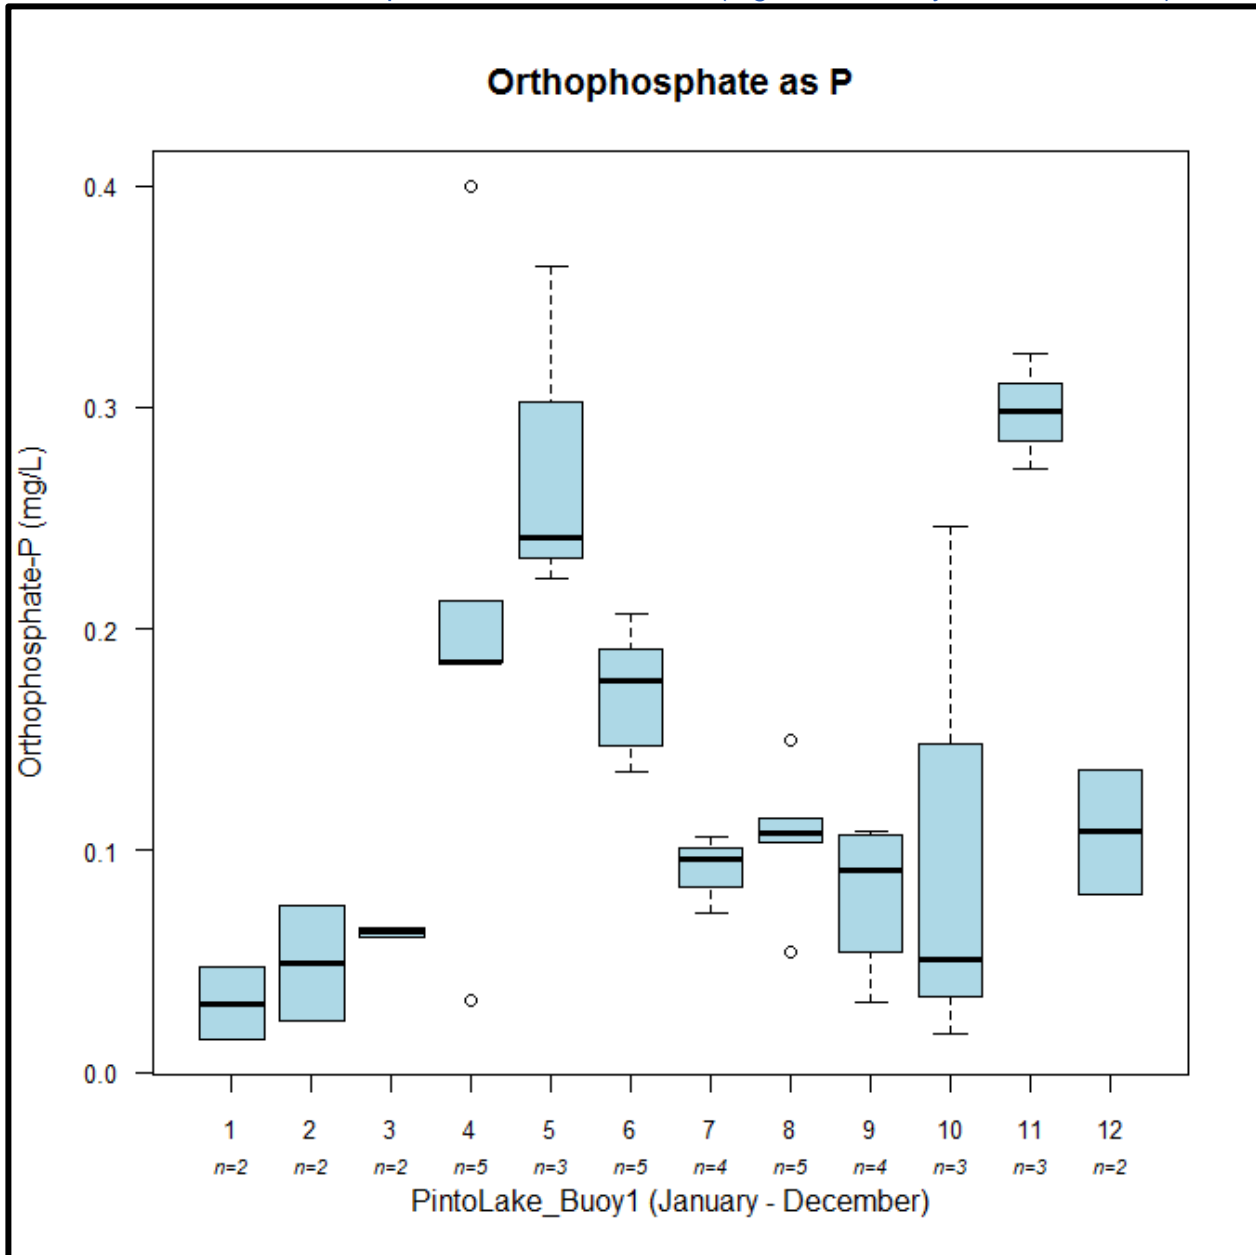 Orthophosphate as P
Orthophosphate-P (mg/L)
0.4
0.3
0.2
0.1
0.0
1 2 3 4 5 6 7 8 9 10 11 12
n=2 n=2 n=2 n=5 n=3 n=5 n=4 n=5 n=4 n=3 n=3 n=2
PintoLake_Buoy1 (January - December)